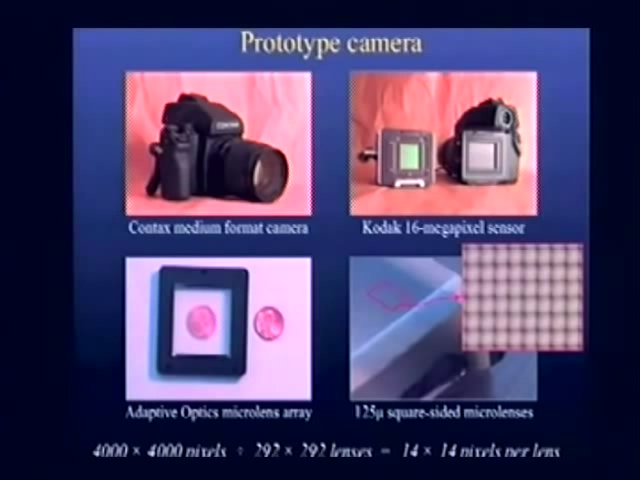 Prototype camera
CONTAX
Contax medium format camera
Kodak 16-megapixel sensor
Adaptive Optics microlens array
125μ square-sided microlenses
4000 × 4000 pixels ÷ 292 × 292 lenses = 14 × 14 pixels per lens